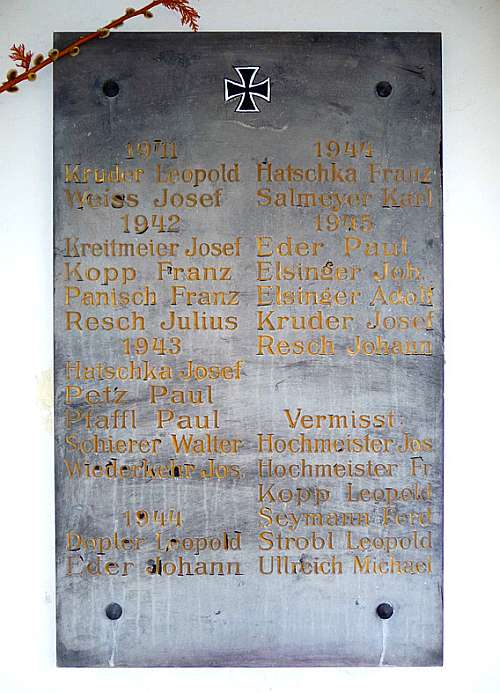 1941
Kruder Leopold
Weiss Josef
1942
Kreitmeier Josef
Kopp Franz
Panisch Franz
Resch Julius
1943
Hatschka Josef
Petz Paul
Pfaffl Paul
Schierer Walter
Wiederkehr Jos.
1944
Dopler Leopold
Eder Johann
1944
Hatschka Franz
Salmeyer Karl
1945
Eder Paul
Elsinger Joh.
Elsinger Adolf
Kruder Josef
Resch Johann
Vermisst:
Hochmeister Jos
Hochmeister Fr.
Kopp Leopold
Seymann Ferd
Strobl Leopold
Ullreich Michael